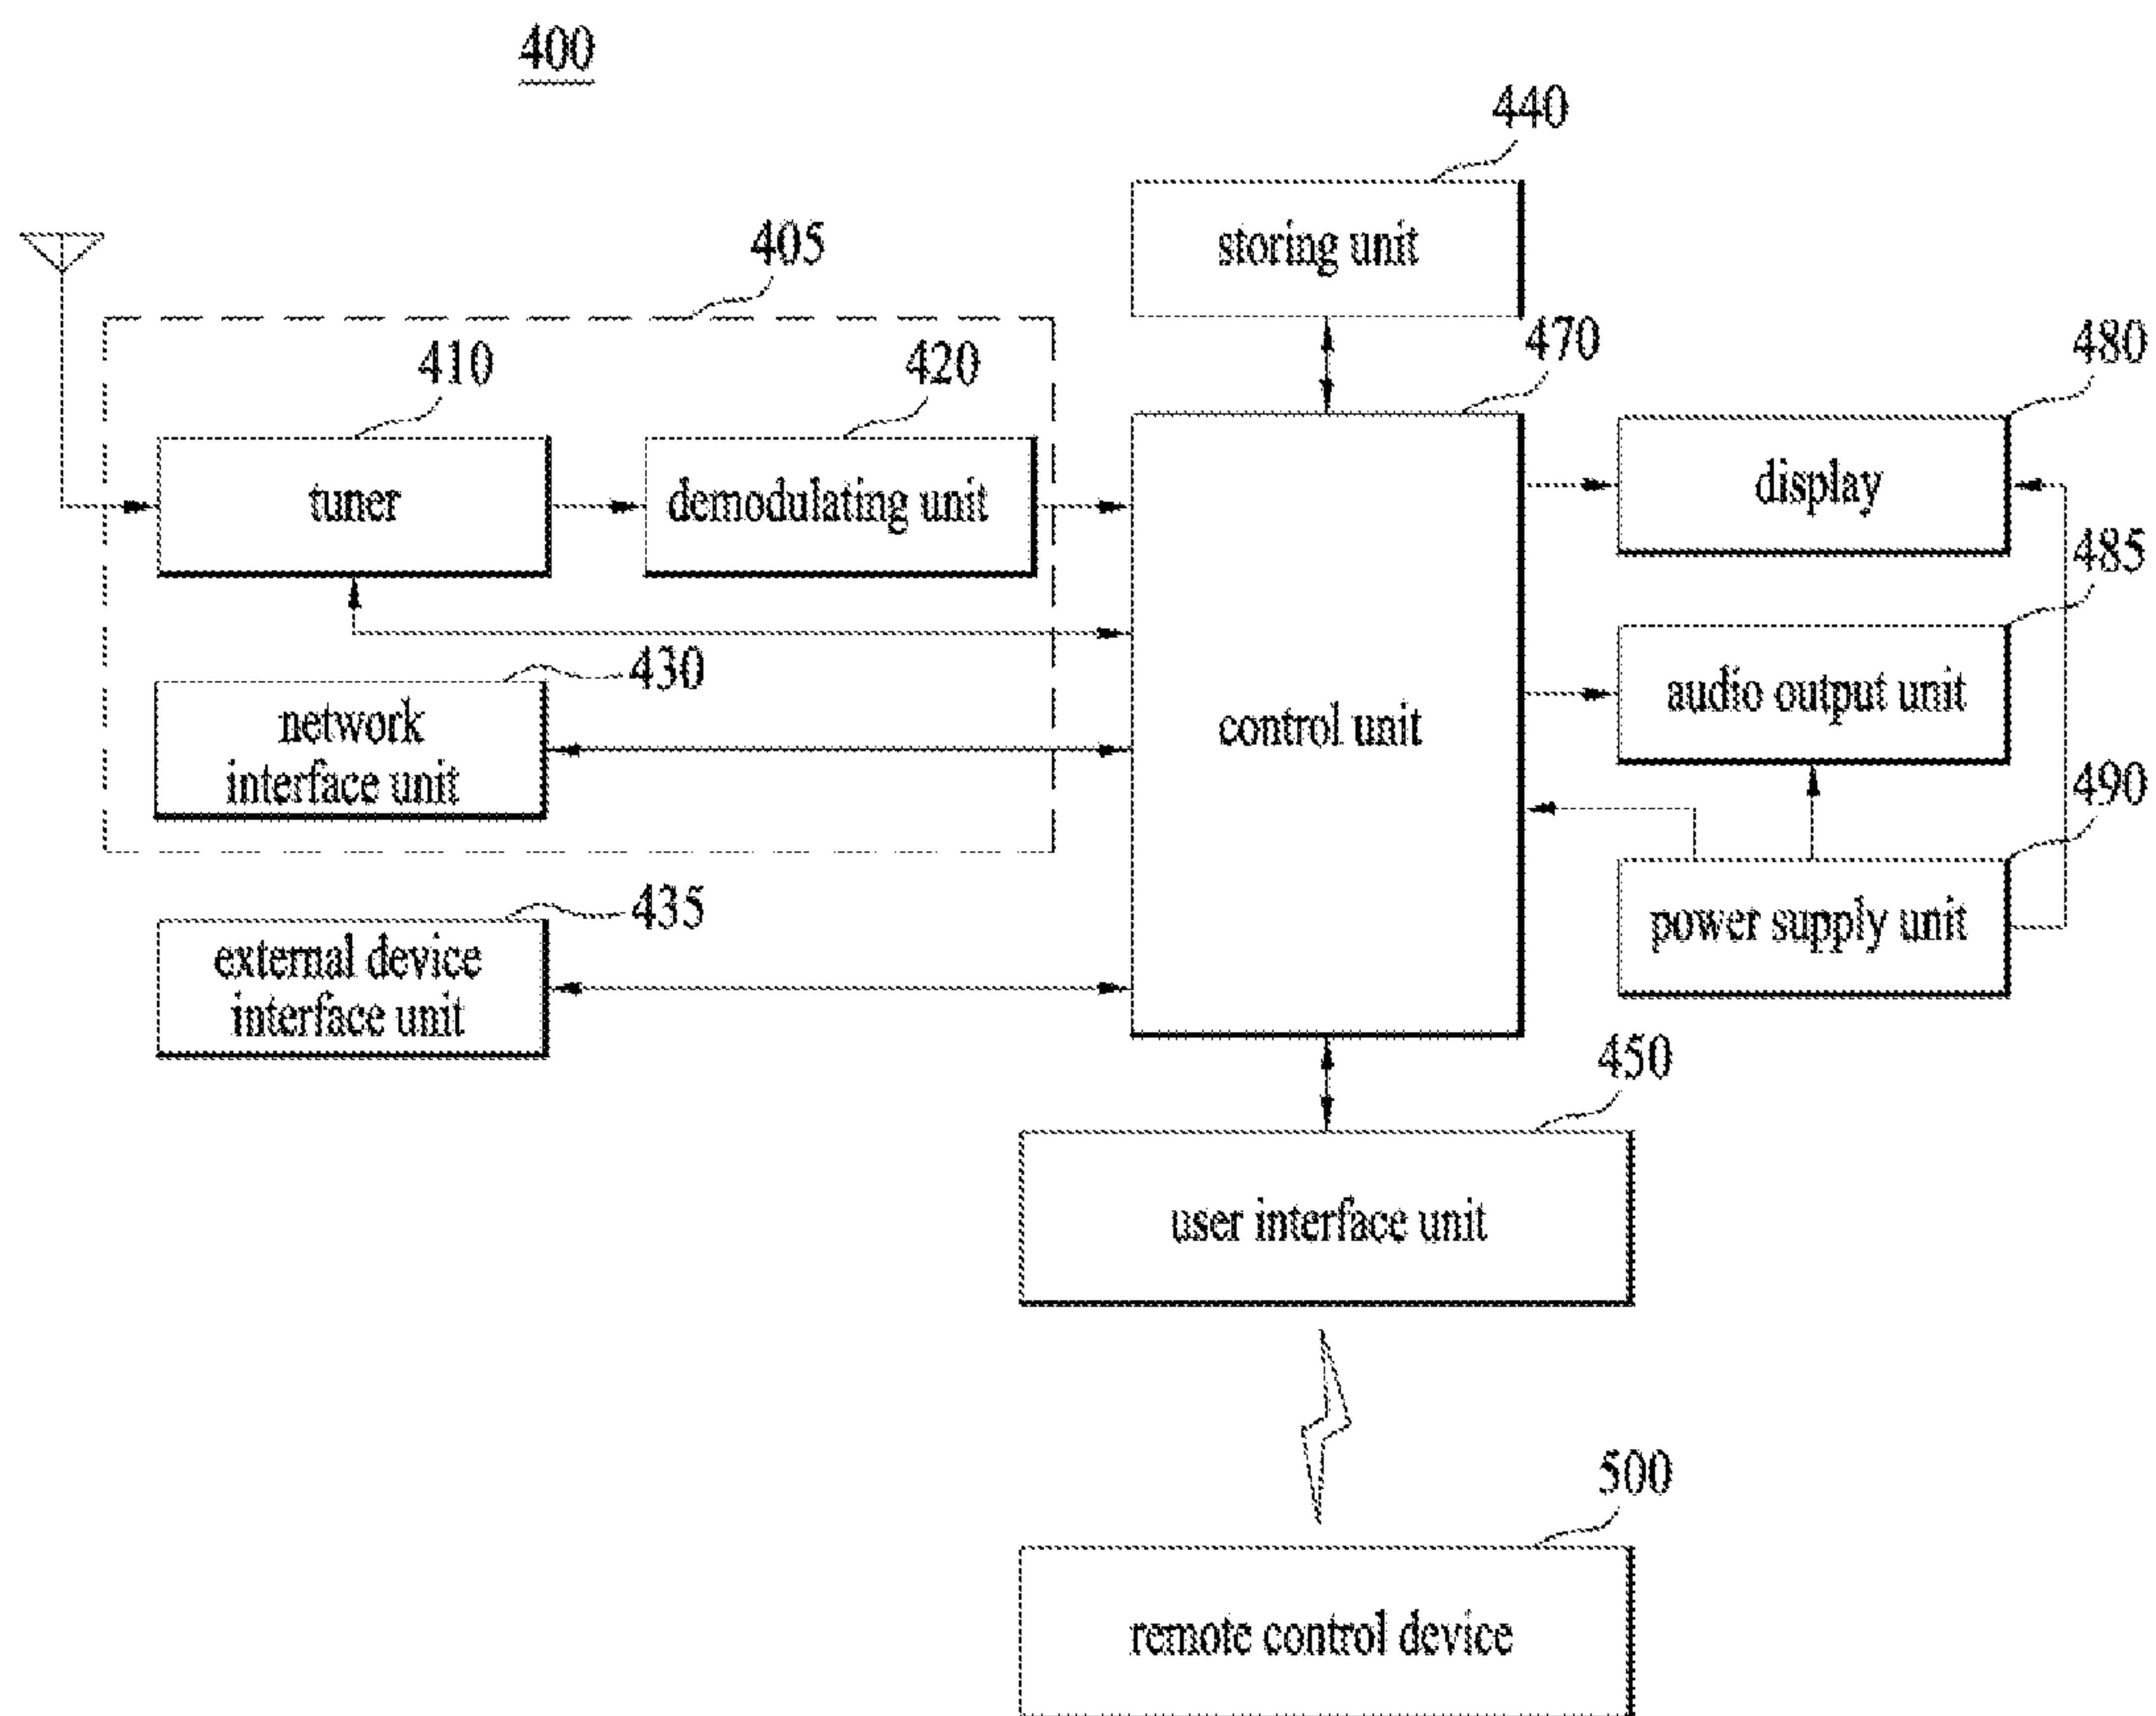 400
440
storing unit
405
410
420
470
480
tuner
demodulating unit
display
485
430
network
interface unit
control unit
audio output unit
490
435
external device
interface unit
power supply unit
450
user interface unit
500
remote control device